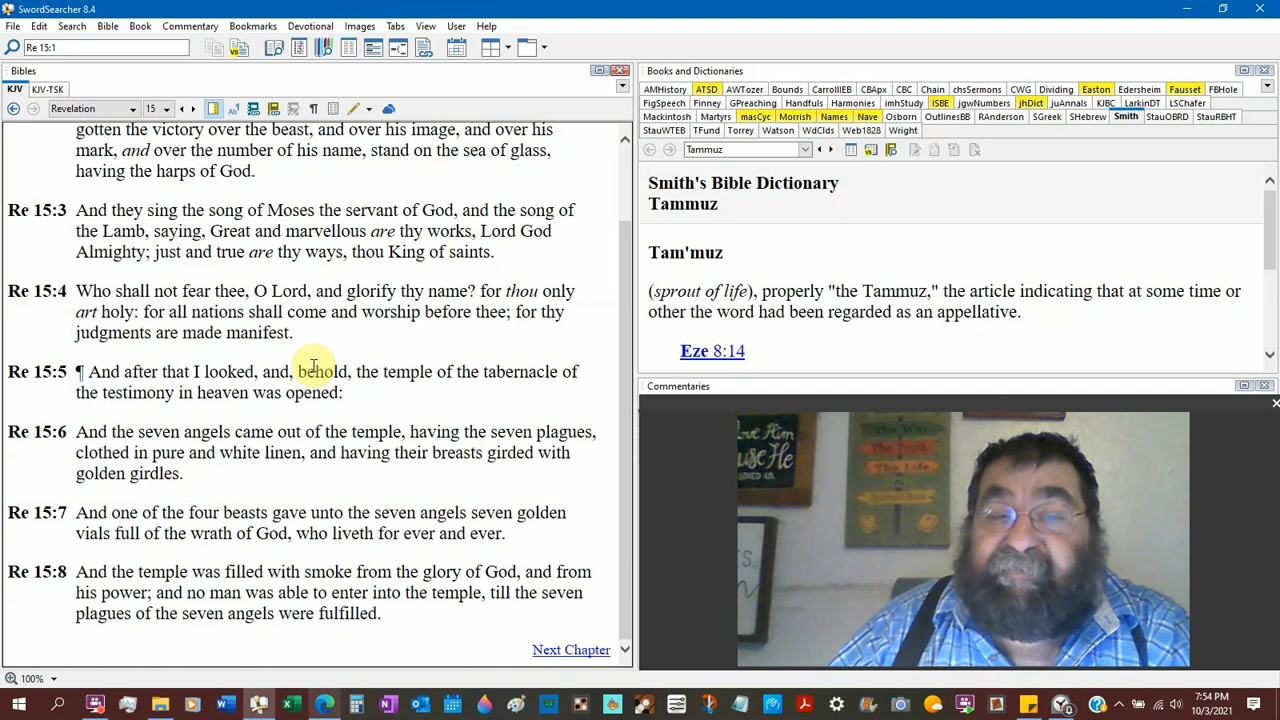 SwordSearcher 8.4
File Edit Search Bible Book Commentary Bookmarks Devotional Images Tabs View User Help
Re 15:1
Bibles
KJV KJV-TSK
Revelation 15
gotten the victory over the beast, and over his image, and over his
mark, and over the number of his name, stand on the sea of glass,
having the harps of God.
Re 15:3 And they sing the song of Moses the servant of God, and the song of
the Lamb, saying, Great and marvellous are thy works, Lord God
Almighty; just and true are thy ways, thou King of saints.
Re 15:4 Who shall not fear thee, O Lord, and glorify thy name? for thou only
art holy: for all nations shall come and worship before thee; for thy
judgments are made manifest.
Re 15:5 ¶ And after that I looked, and, behold, the temple of the tabernacle of
the testimony in heaven was opened:
Re 15:6 And the seven angels came out of the temple, having the seven plagues,
clothed in pure and white linen, and having their breasts girded with
golden girdles.
Re 15:7 And one of the four beasts gave unto the seven angels seven golden
vials full of the wrath of God, who liveth for ever and ever.
Re 15:8 And the temple was filled with smoke from the glory of God, and from
his power; and no man was able to enter into the temple, till the seven
plagues of the seven angels were fulfilled.
Next Chapter
100%
Books and Dictionaries
AMHistory ATSD AWTozer Bounds CarrollEB CBApx CBC Chain chsSermons CWG Dividing Easton Edersheim Fausset FBHole
FigSpeech Finney GPreaching Handfuls Harmonies imhStudy ISBE jgwNumbers jhDict juAnnals KJBC LarkinDT LSChafer
Mackintosh Martyrs masCyc Morrish Names Nave Osborn OutlinesBB RAnderson SGreek SHebrew Smith StauOBRD StauRBHT
StauWTEB TFund Torrey Watson WdClds Web1828 Wright
Tammuz
Smith's Bible Dictionary
Tammuz
Tam'muz
(sprout of life), properly "the Tammuz," the article indicating that at some time or
other the word had been regarded as an appellative.
Eze 8:14
Commentaries
Love Him
use He
The Way
The Truth
The Life
7:54 PM
10/3/2021